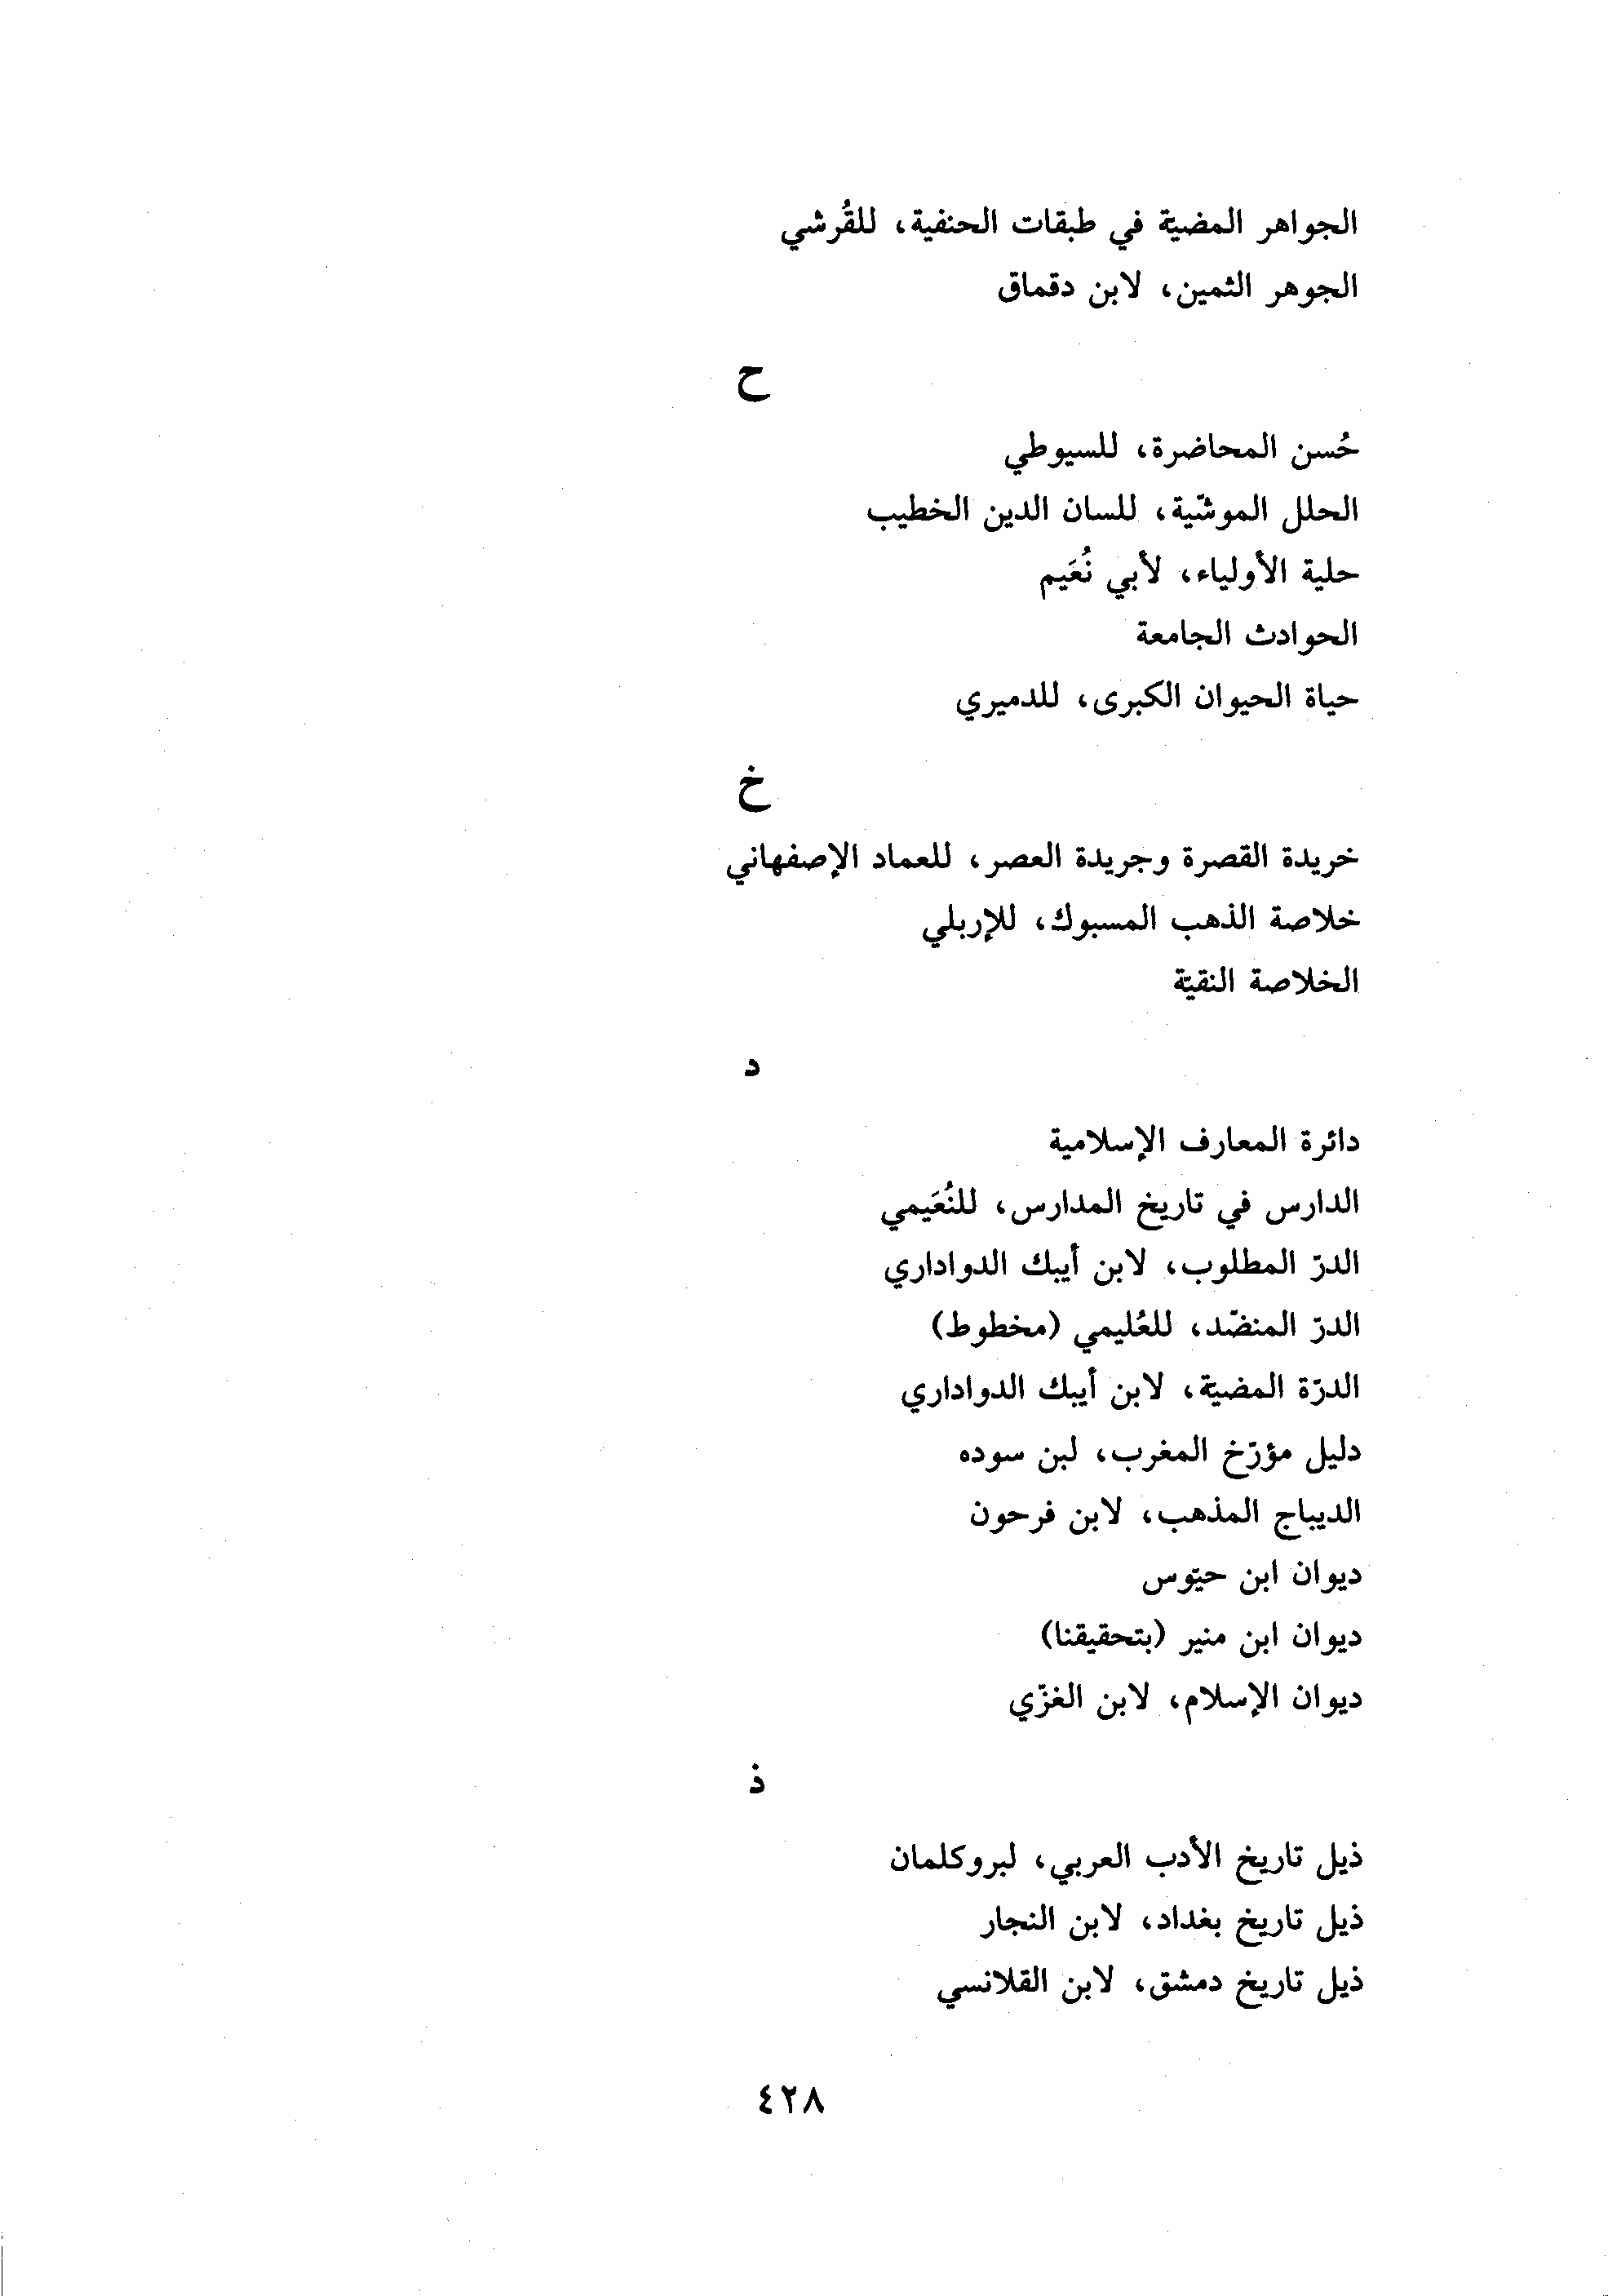 الجواهر المضيّة في طبقات الحنفية، للقُرشي
الجوهر الثمين، لابن دقماق
ح
حُسن المحاضرة، للسيوطي
الحلل الموشّية، للسان الدين الخطيب
حلية الأولياء، لأبي نُعَيم
الحوادث الجامعة
حياة الحيوان الكبرى، للدميري
خ
خريدة القصرة وجريدة العصر، للعماد الإصفهاني
خلاصة الذهب المسبوك، للإربلي
الخلاصة النقيّة
د
دائرة المعارف الإسلامية
الدارس في تاريخ المدارس، للنُعَيمي
الدرّ المطلوب، لابن أيبك الدواداري
الدرّ المنضّد، للعُليمي (مخطوط)
الدرّة المضيّة، لابن أيبك الدواداري
دليل مؤرّخ المغرب، لبن سوده
الديباج المذهب، لابن فرحون
ديوان ابن حيّوس
ديوان ابن منير (بتحقيقنا)
ديوان الإسلام، لابن الغزّي
ذ
ذيل تاريخ الأدب العربي، لبروكلمان
ذيل تاريخ بغداد، لابن النجار
ذيل تاريخ دمشق، لابن القلانسي
٤٢٨